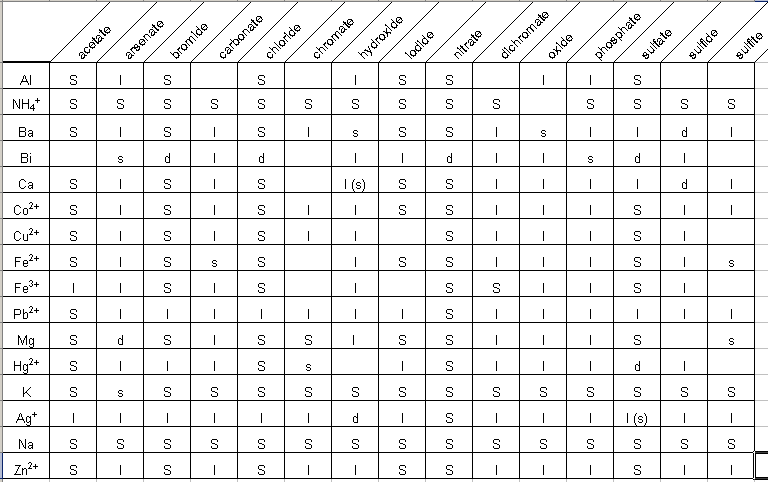 acetate arsenate bromide carbonate chloride chromate hydroxide Iodide nitrate dichromate oxide phosphate sulfate sulfide sulfite
Al S I S S I S S I I S
NH₄⁺ S S S S S S S S S S S S S S
Ba S I S I S I s S S I s I I d I
Bi s d I d I I d I I s d I
Ca S I S I S I (s) S S I I I I d I
Co²⁺ S I S I S I I S S I I I S I I
Cu²⁺ S I S I S I I S I I I S I
Fe²⁺ S I S s S I S S I I I S I s
Fe³⁺ I I S I S I S S I I S I
Pb²⁺ S I I I I I I I S I I I I I I
Mg S d S I S S I S S I I I S s
Hg²⁺ S I I I S s I S I I I d I
K S s S S S S S S S S S S S S S
Ag⁺ I I I I I I d I S I I I I (s) I I
Na S S S S S S S S S S S S S S S
Zn²⁺ S I S I S I I S S I I I S I I